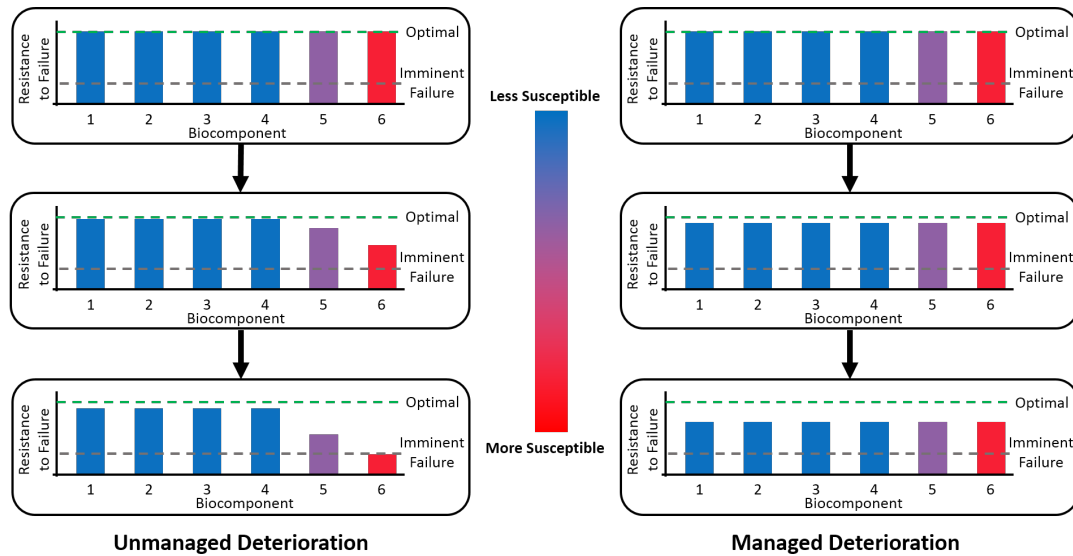 Resistance
to Failure
Optimal
Imminent
Failure
1 2 3 4 5 6
Biocomponent
Resistance
to Failure
Optimal
Imminent
Failure
1 2 3 4 5 6
Biocomponent
Resistance
to Failure
Optimal
Imminent
Failure
1 2 3 4 5 6
Biocomponent
Unmanaged Deterioration
Less Susceptible
More Susceptible
Resistance
to Failure
Optimal
Imminent
Failure
1 2 3 4 5 6
Biocomponent
Resistance
to Failure
Optimal
Imminent
Failure
1 2 3 4 5 6
Biocomponent
Resistance
to Failure
Optimal
Imminent
Failure
1 2 3 4 5 6
Biocomponent
Managed Deterioration